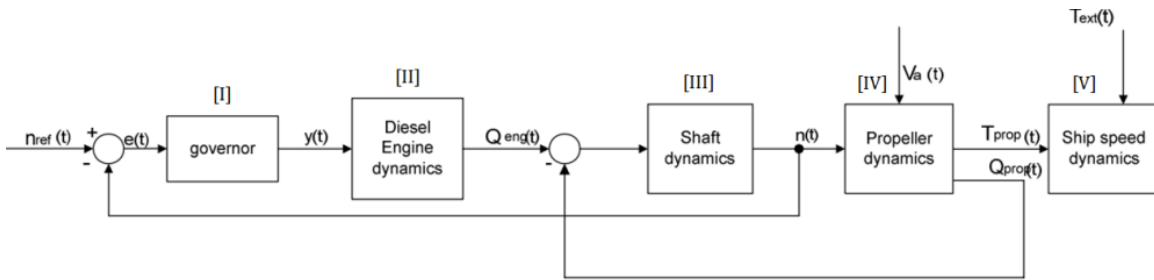 Text(t)
[I]
[II]
[III]
[IV]
Va (t)
[V]
nref (t)
+
-
e(t)
governor
y(t)
Diesel
Engine
dynamics
Qeng(t)
-
Shaft
dynamics
n(t)
Propeller
dynamics
Tprop (t)
Qprop(t)
Ship speed
dynamics